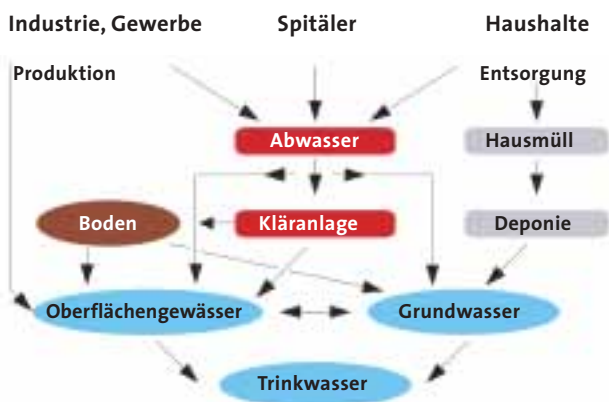 Industrie, Gewerbe Spitäler Haushalte
Produktion Entsorgung
Abwasser Hausmüll
Boden Kläranlage Deponie
Oberflächengewässer Grundwasser
Trinkwasser